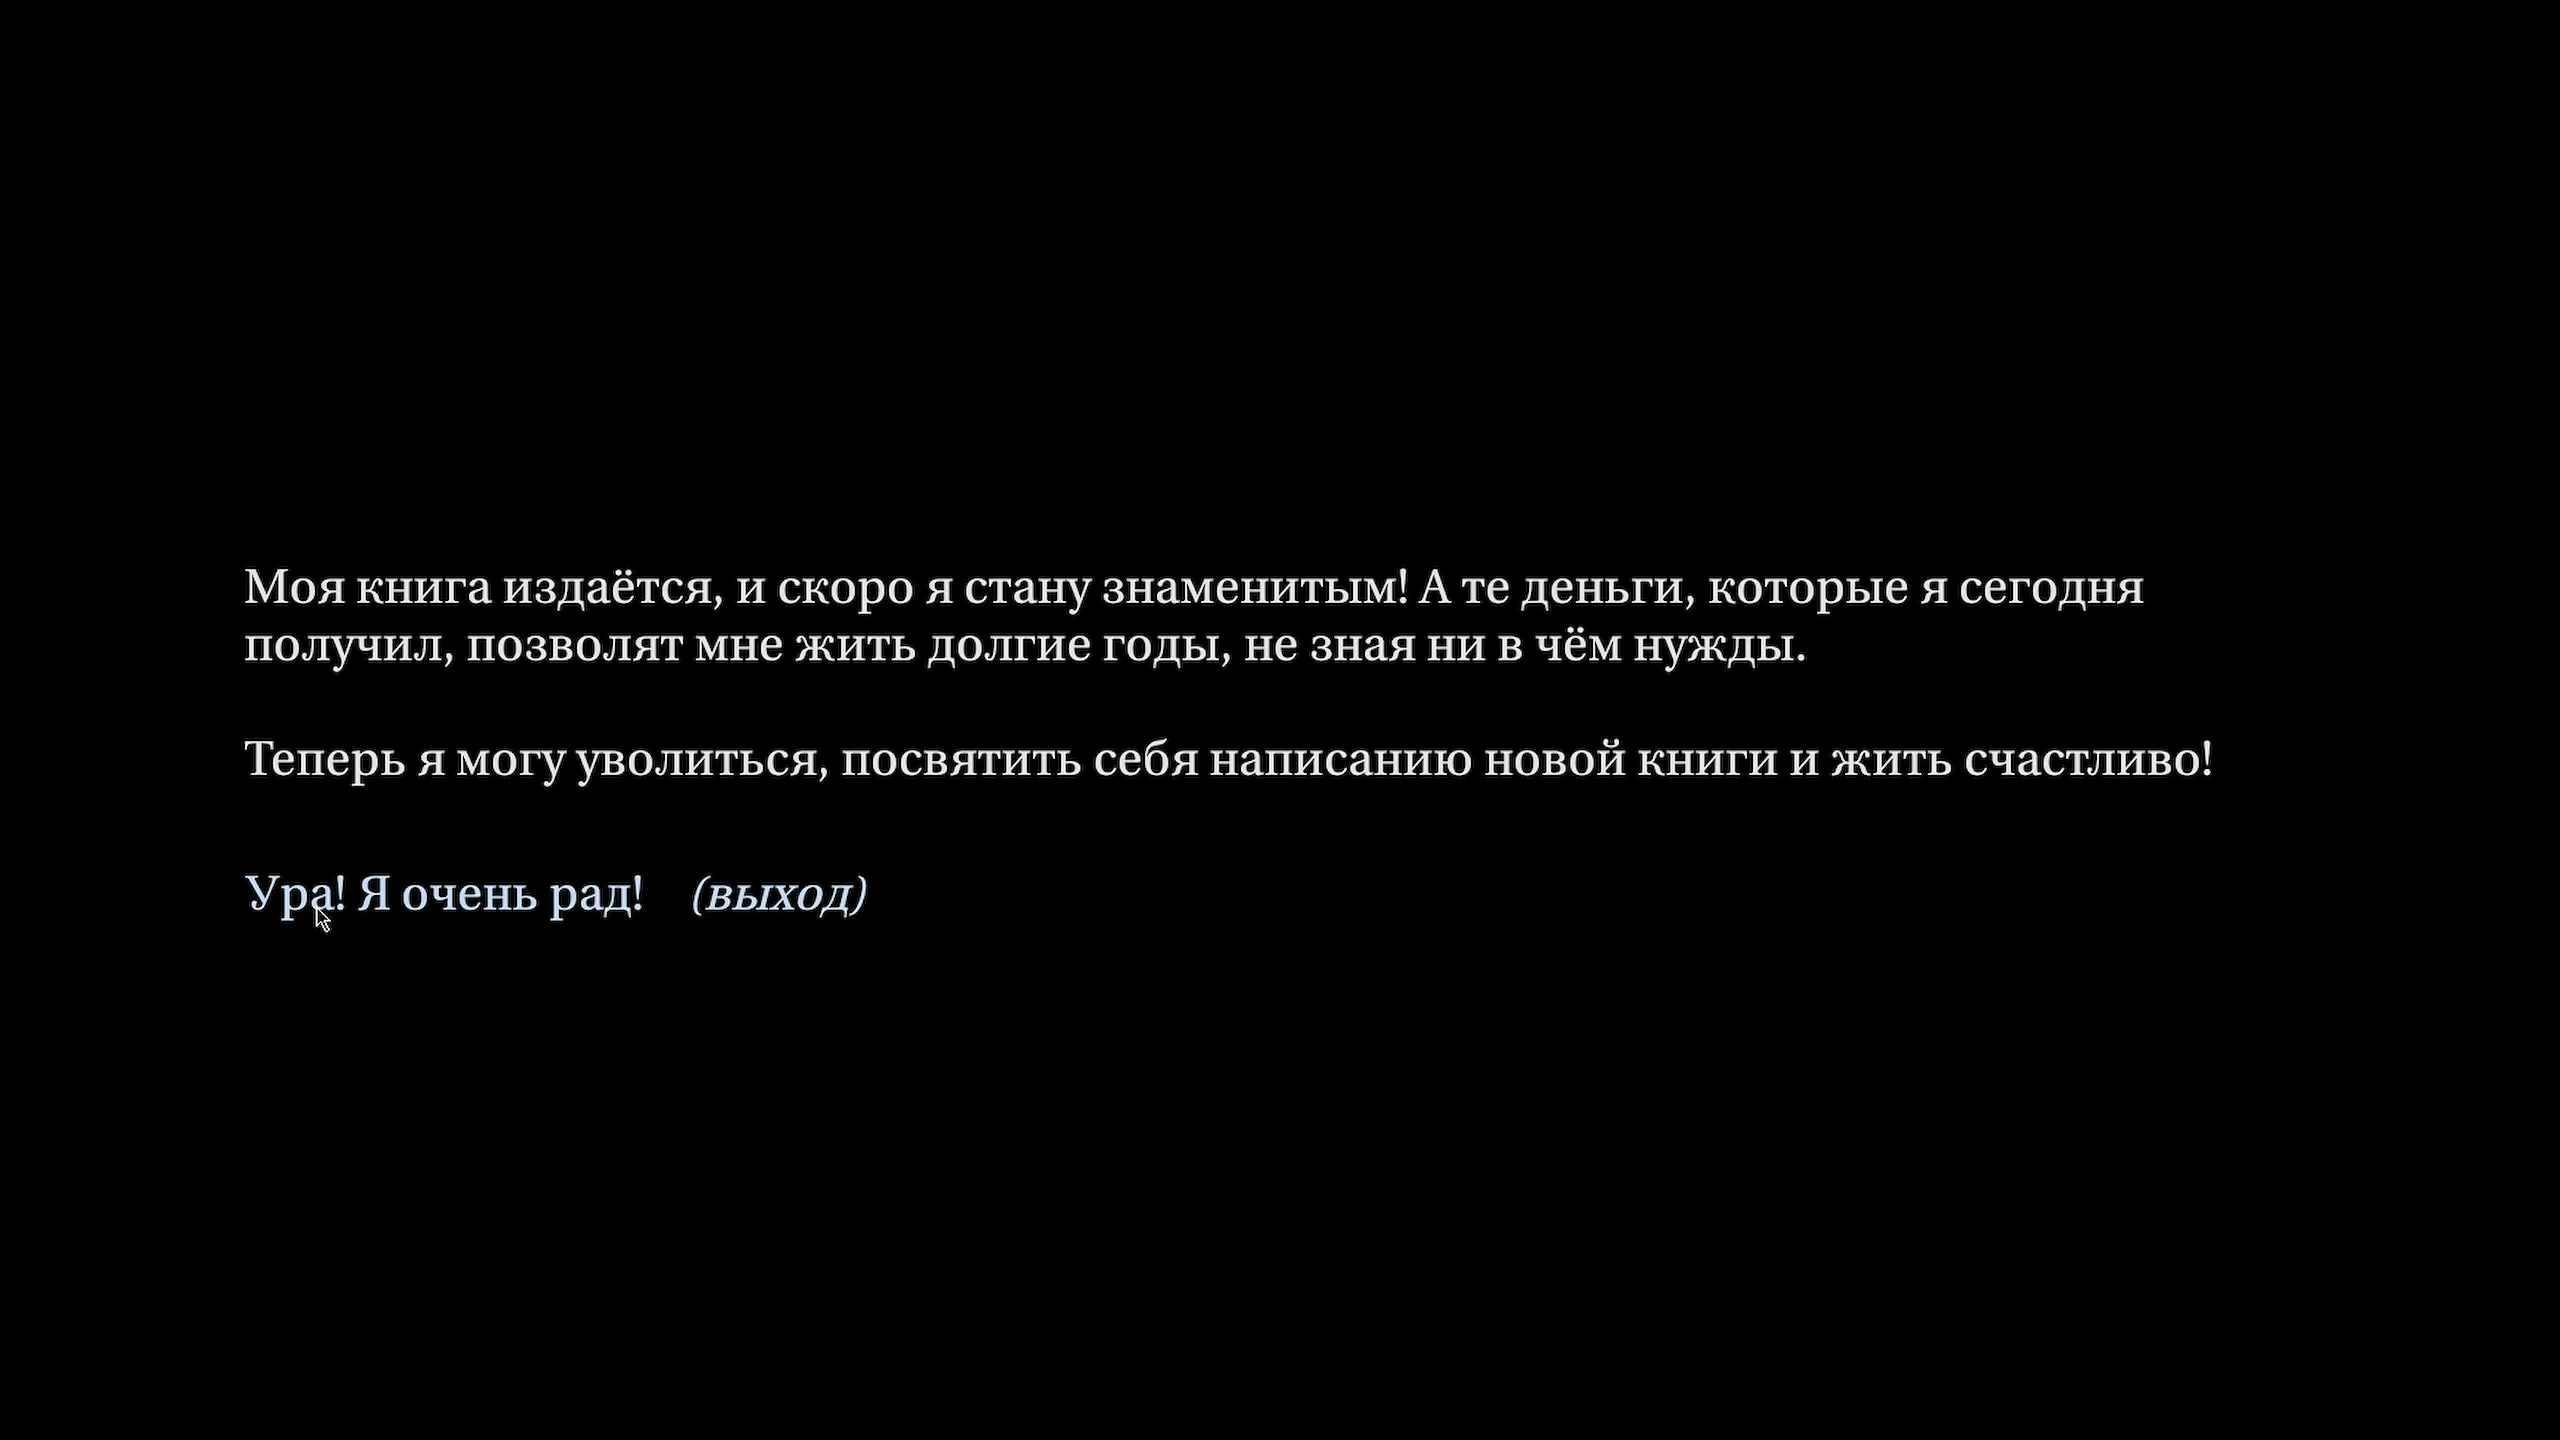 Моя книга издаётся, и скоро я стану знаменитым! А те деньги, которые я сегодня
получил, позволят мне жить долгие годы, не зная ни в чём нужды.
Теперь я могу уволиться, посвятить себя написанию новой книги и жить счастливо!
Ура! Я очень рад! (выход)